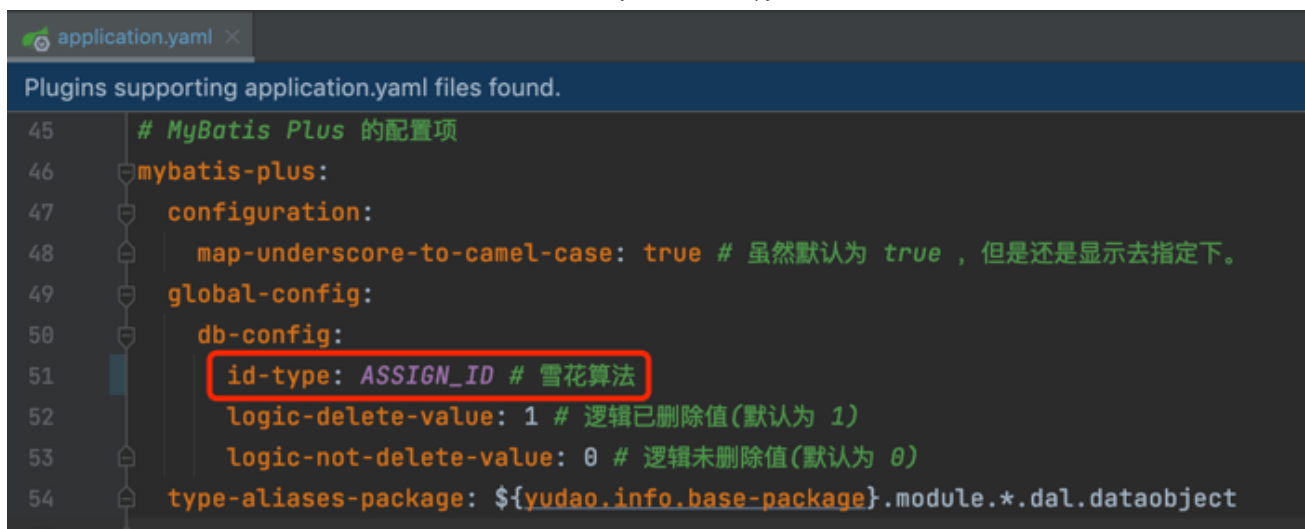 application.yaml
Plugins supporting application.yaml files found.
45 # MyBatis Plus 的配置项
46 mybatis-plus:
47 configuration:
48 map-underscore-to-camel-case: true # 虽然默认为 true ，但是还是显示去指定下。
49 global-config:
50 db-config:
51 id-type: ASSIGN_ID # 雪花算法
52 logic-delete-value: 1 # 逻辑已删除值(默认为 1)
53 logic-not-delete-value: 0 # 逻辑未删除值(默认为 0)
54 type-aliases-package: ${yudao.info.base-package}.module.*.dal.dataobject